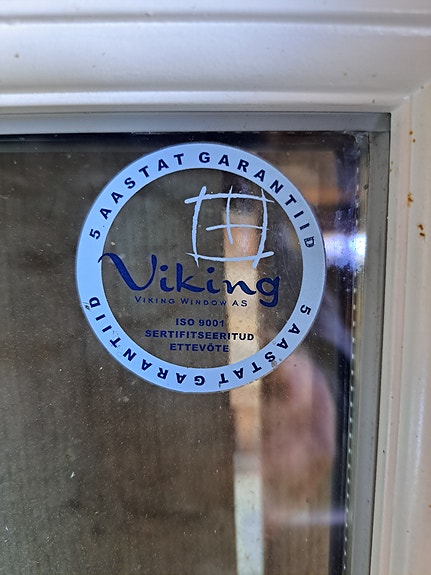 5 AASTAT GARANTIID
Viking
VIKING WINDOW AS
ISO 9001
SERTIFITSEERITUD
ETTEVÕTE
5 AASTAT GARANTIID